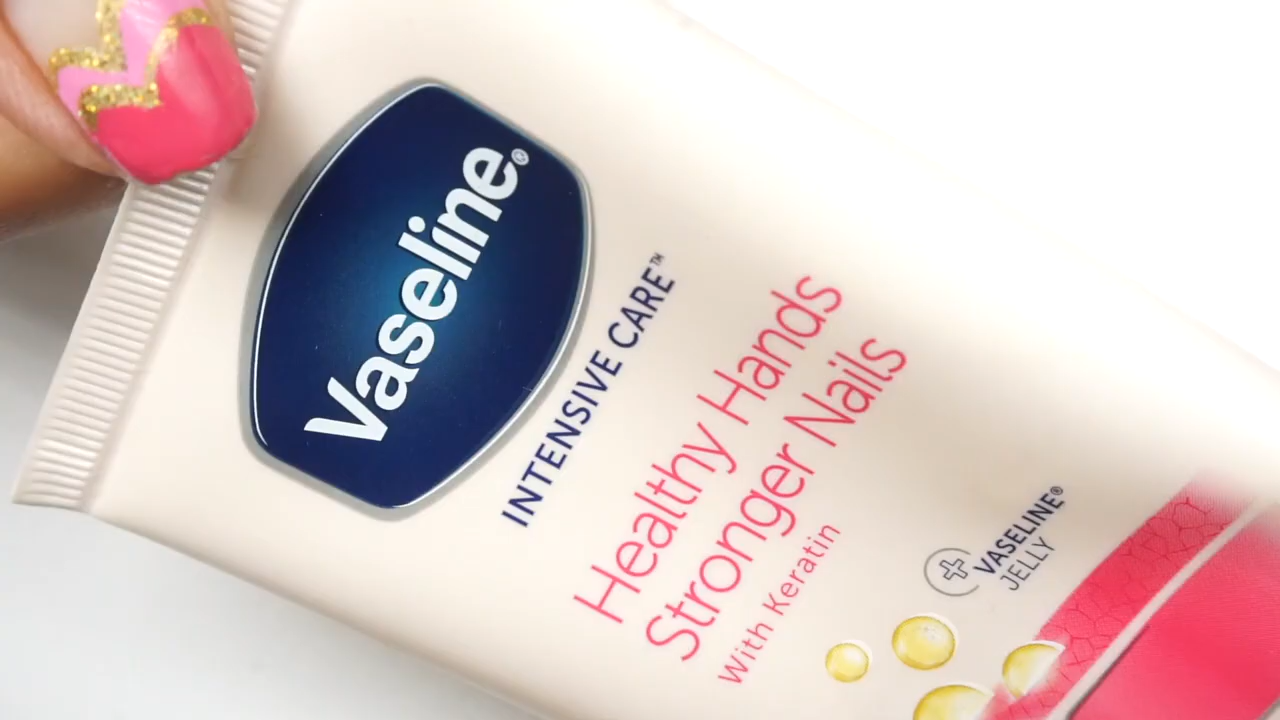 Vaseline®
INTENSIVE CARE™
Healthy Hands
Stronger Nails
With Keratin
VASELINE®
JELLY